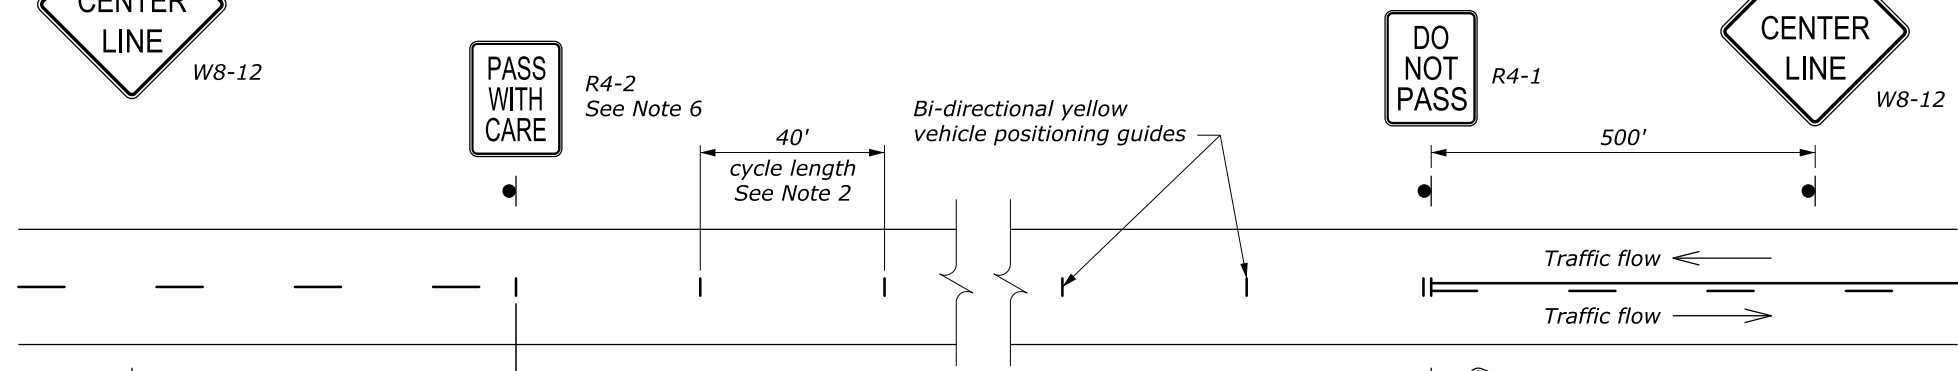 CENTER
LINE
W8-12
PASS
WITH
CARE
R4-2
See Note 6
40'
cycle length
See Note 2
Bi-directional yellow
vehicle positioning guides
DO
NOT
PASS
R4-1
500'
CENTER
LINE
W8-12
Traffic flow
Traffic flow